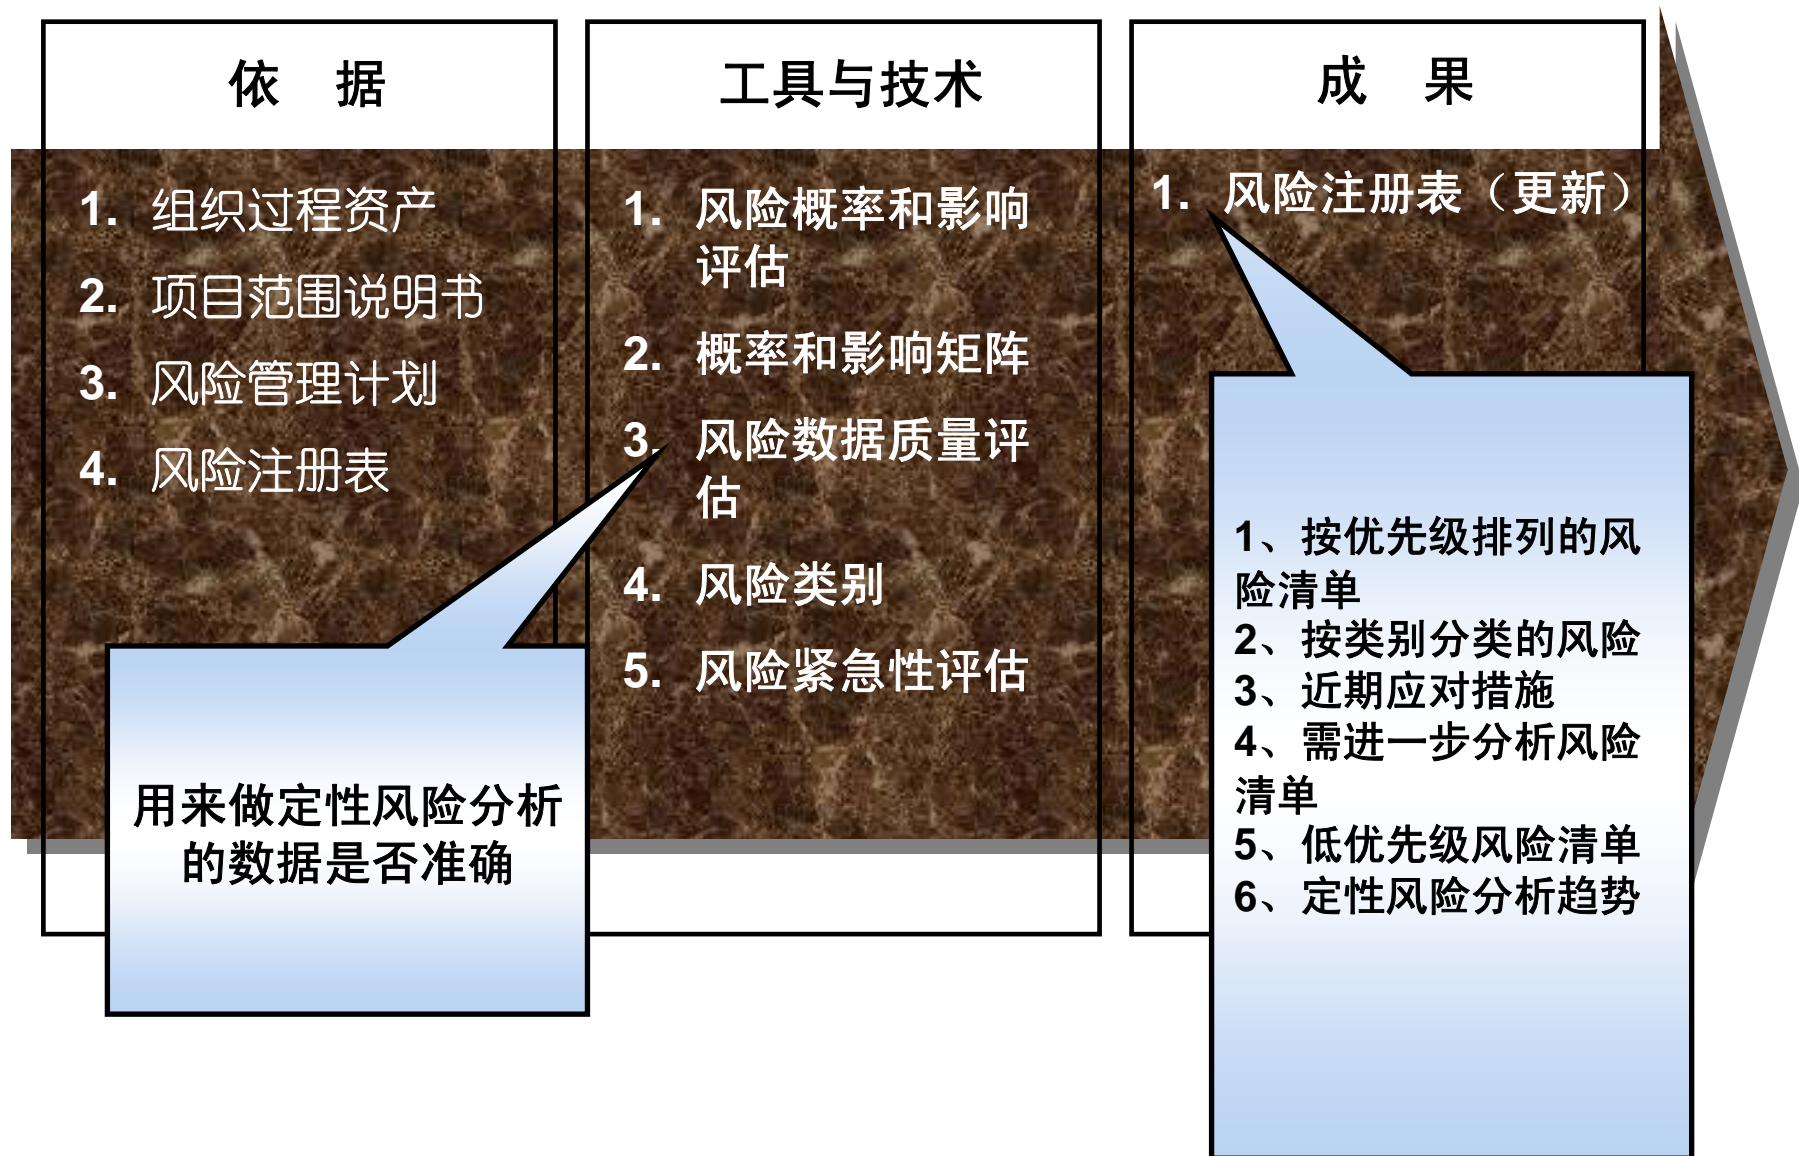 依 据
1. 组织过程资产
2. 项目范围说明书
3. 风险管理计划
4. 风险注册表
用来做定性风险分析
的数据是否准确
工具与技术
1. 风险概率和影响
评估
2. 概率和影响矩阵
3. 风险数据质量评
估
4. 风险类别
5. 风险紧急性评估
成 果
1. 风险注册表（更新）
1、按优先级排列的风
险清单
2、按类别分类的风险
3、近期应对措施
4、需进一步分析风险
清单
5、低优先级风险清单
6、定性风险分析趋势